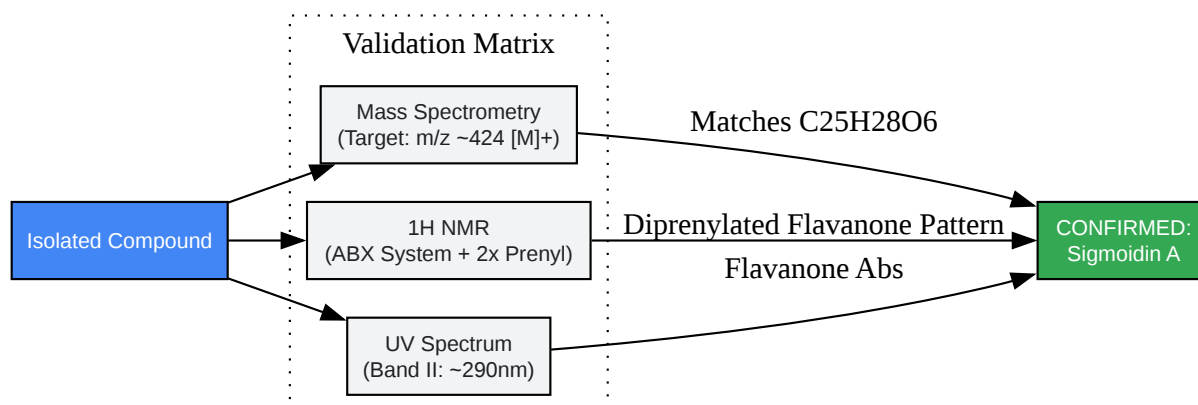 Validation Matrix
Mass Spectrometry
(Target: m/z ~424 [M]+)
Matches C25H28O6
Isolated Compound
1H NMR
(ABX System + 2x Prenyl)
Diprenylated Flavanone Pattern
CONFIRMED:
Sigmoidin A
Flavanone Abs
UV Spectrum
(Band II: ~290nm)